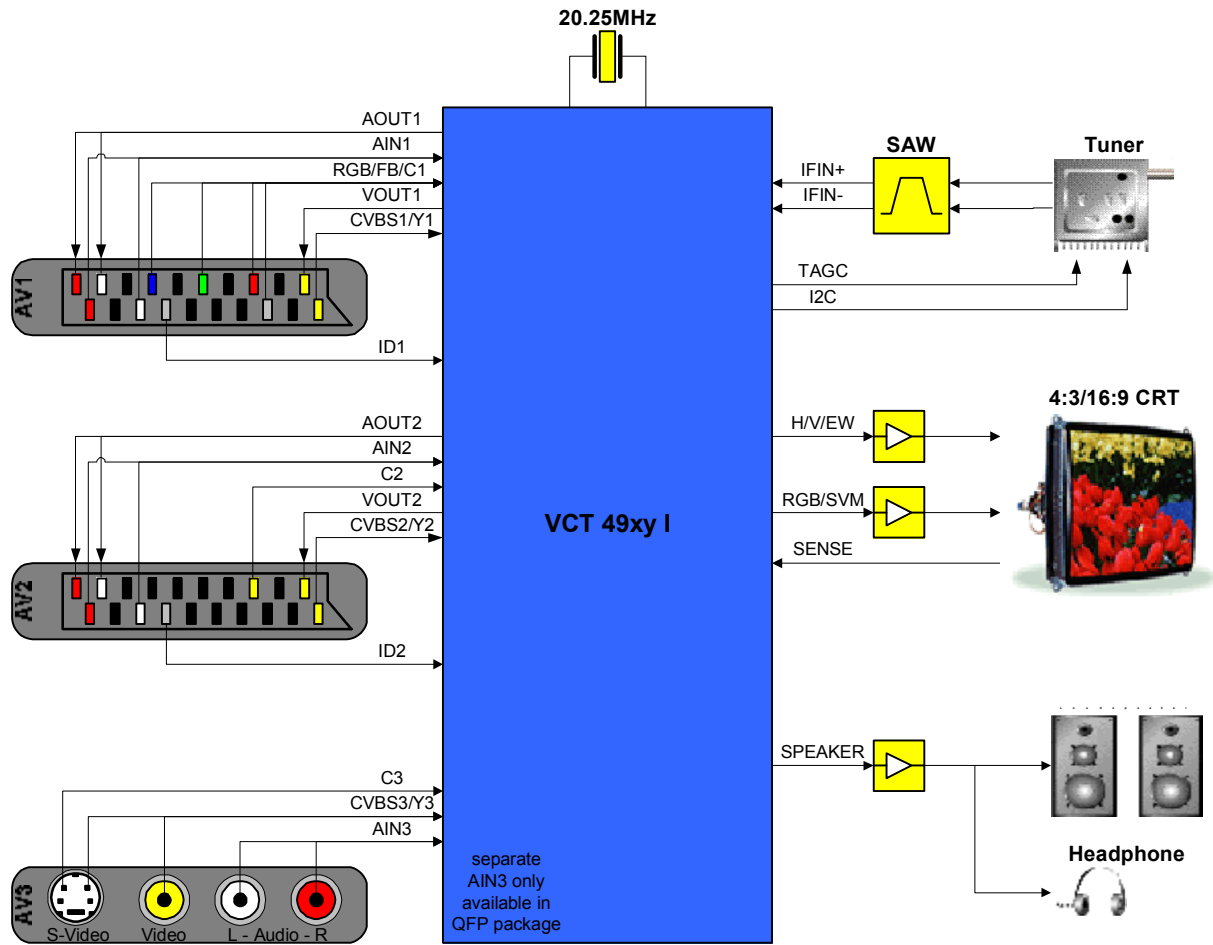 20.25MHz
AOUT1
AIN1
RGB/FB/C1
VOUT1
CVBS1/Y1
AV1
ID1
AOUT2
AIN2
C2
VOUT2
CVBS2/Y2
AV2
ID2
C3
CVBS3/Y3
AIN3
AV3
S-Video Video L - Audio - R
VCT 49xy I
separate
AIN3 only
available in
QFP package
SAW
Tuner
IFIN+
IFIN-
TAGC
I2C
4:3/16:9 CRT
H/V/EW
RGB/SVM
SENSE
SPEAKER
Headphone